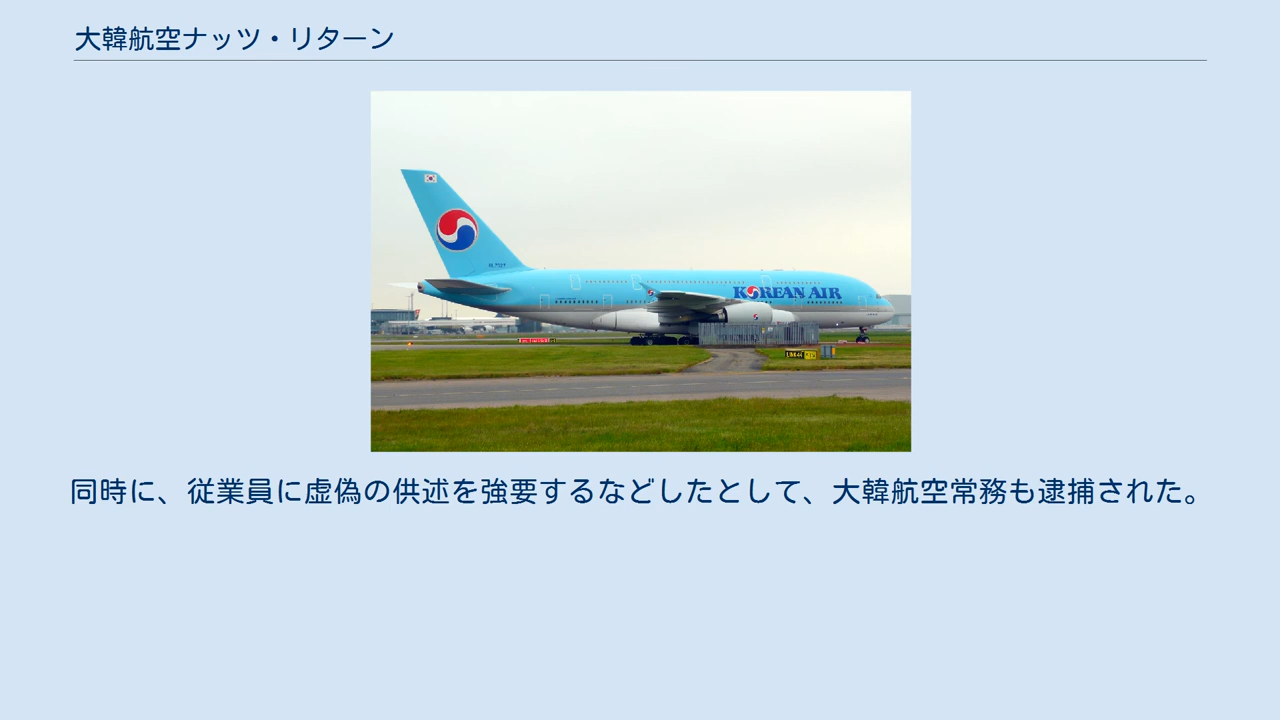 大韓航空ナッツ・リターン
KOREAN AIR
同時に、従業員に虚偽の供述を強要するなどしたとして、大韓航空常務も逮捕された。